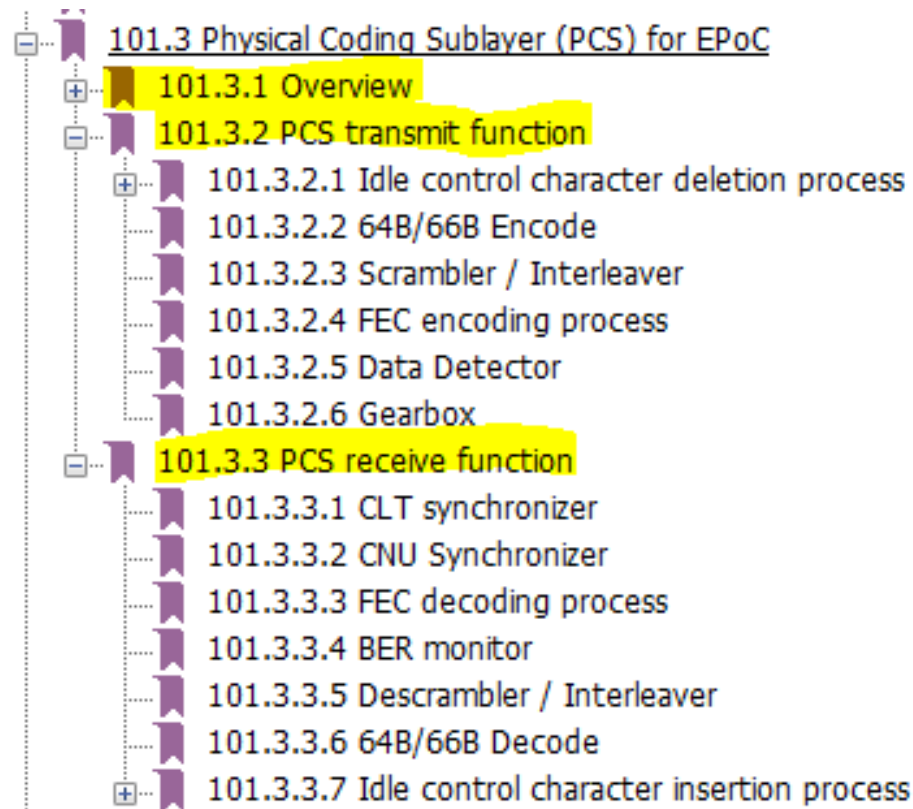 101.3 Physical Coding Sublayer (PCS) for EPoC
101.3.1 Overview
101.3.2 PCS transmit function
101.3.2.1 Idle control character deletion process
101.3.2.2 64B/66B Encode
101.3.2.3 Scrambler / Interleaver
101.3.2.4 FEC encoding process
101.3.2.5 Data Detector
101.3.2.6 Gearbox
101.3.3 PCS receive function
101.3.3.1 CLT synchronizer
101.3.3.2 CNU Synchronizer
101.3.3.3 FEC decoding process
101.3.3.4 BER monitor
101.3.3.5 Descrambler / Interleaver
101.3.3.6 64B/66B Decode
101.3.3.7 Idle control character insertion process